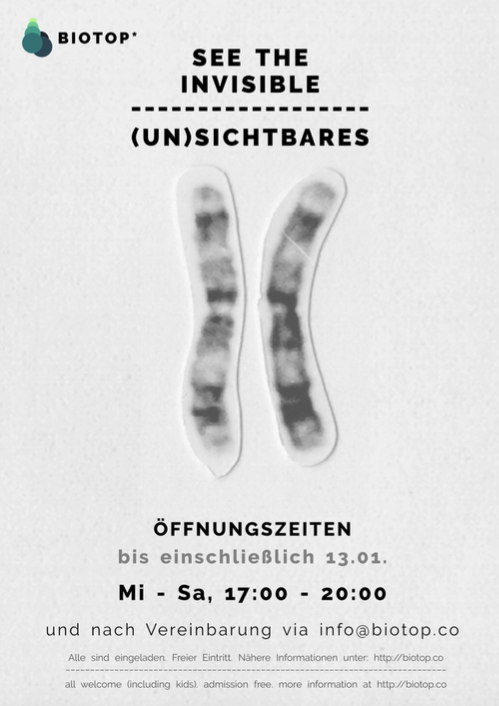 BIOTOP*
SEE THE
INVISIBLE
(UN)SICHTBARES
ÖFFNUNGSZEITEN
bis einschließlich 13.01.
Mi - Sa, 17:00 - 20:00
und nach Vereinbarung via info@biotop.co
Alle sind eingeladen. Freier Eintritt. Nähere Informationen unter: http://biotop.co
all welcome (including kids). admission free. more information at http://biotop.co